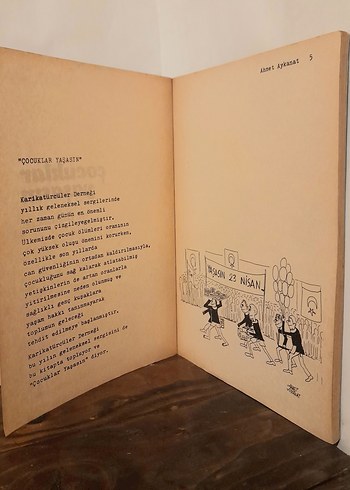 "ÇOCUKLAR YAŞASIN"
Karikatürcüler Derneği
yıllık geleneksel sergilerinde
her zaman günün en önemli
sorununu çizgileyegelmiştir.
Ülkemizde çocuk ölümleri oranının
çok yüksek oluşu önemini korurken,
özellikle son yıllarda
can güvenliğinin ortadan kaldırılmasıyla,
çocukluğunu sağ kalarak atlatabilmiş
yetişkinlerin de artan oranlarla
yitirilmesine neden olunmuş ve
sağlıklı genç kuşaklara
yaşam hakkı tanınmayarak
toplumun geleceği
tehdit edilmeye başlanmıştır.
Karikatürcüler Derneği
bu yılın geleneksel sergisini de
bu kitapta topluyor ve
"Çocuklar Yaşasın" diyor.
Ahmet Aykanat 5
YAŞASIN 23 NİSAN